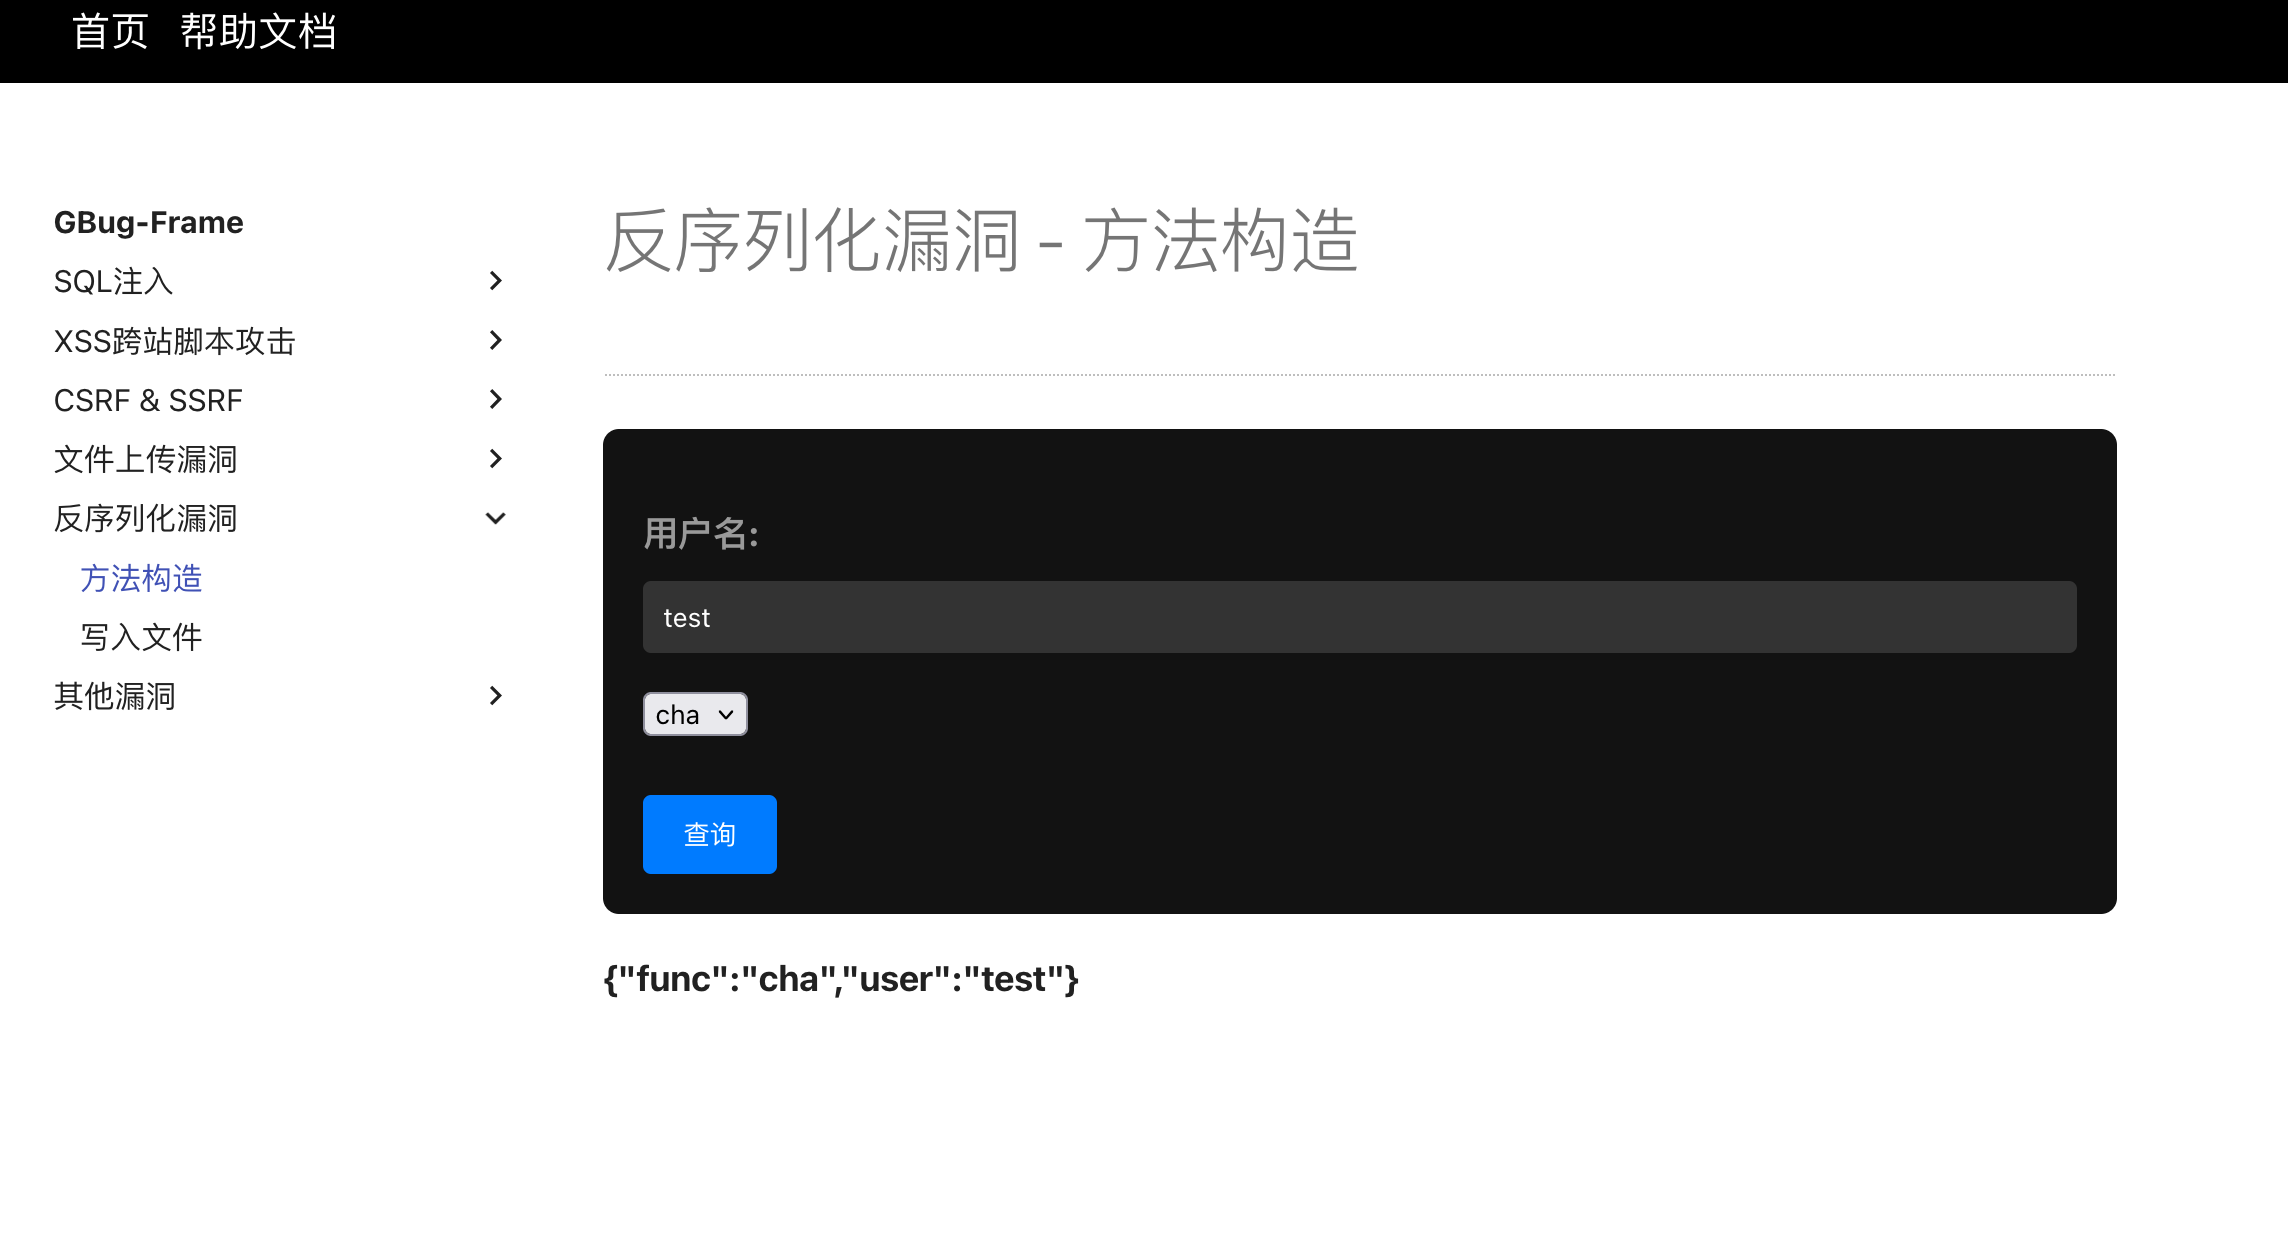 首页 帮助文档
GBug-Frame
SQL注入
XSS跨站脚本攻击
CSRF & SSRF
文件上传漏洞
反序列化漏洞
方法构造
写入文件
其他漏洞
反序列化漏洞 - 方法构造
用户名:
test
cha
查询
{"func":"cha","user":"test"}